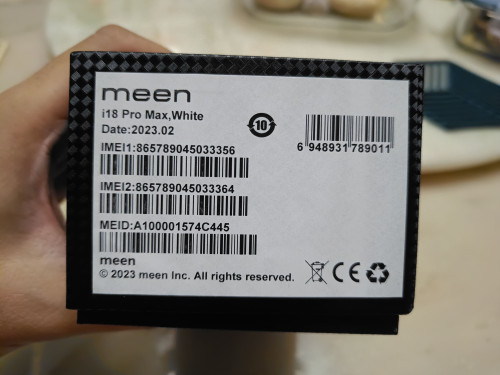 meen
i18 Pro Max,White
Date:2023.02
10
6 948931 789011
IMEI1:865789045033356
IMEI2:865789045033364
MEID:A100001574C445
meen
© 2023 meen Inc. All rights reserved.
CE